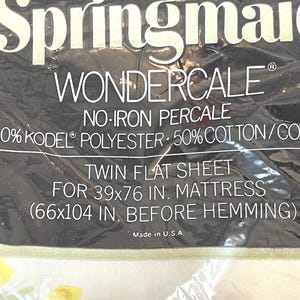 Springmaid
WONDERCALE®
NO-IRON PERCALE
0% KODEL® POLYESTER · 50% COTTON/CO
TWIN FLAT SHEET
FOR 39x76 IN. MATTRESS
(66x104 IN. BEFORE HEMMING)
Made in U.S.A.